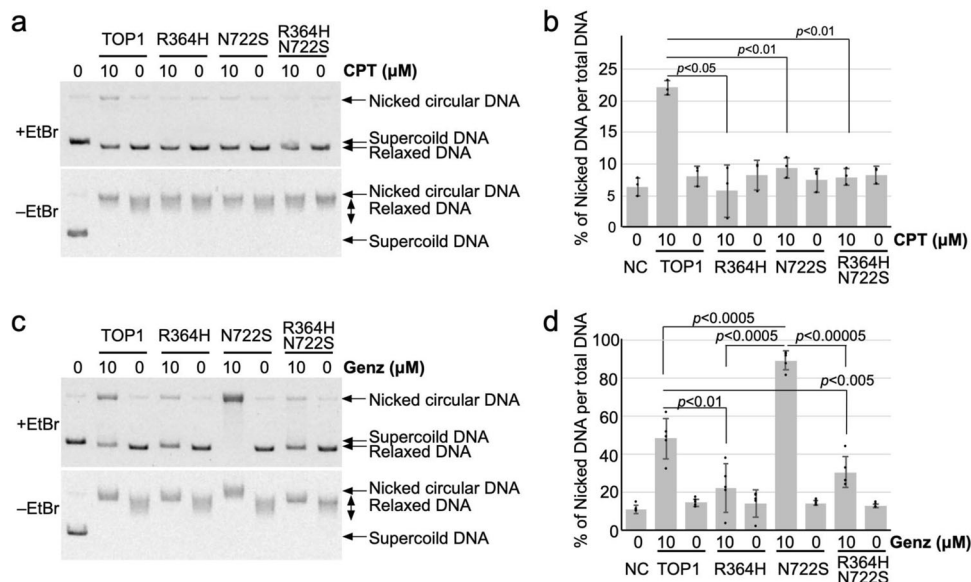 a
TOP1 R364H N722S R364H N722S
0 10 0 10 0 10 0 10 0 CPT (µM)
+EtBr
Nicked circular DNA
Supercoild DNA
Relaxed DNA
–EtBr
Nicked circular DNA
Relaxed DNA
Supercoild DNA
b
% of Nicked DNA per total DNA
25
20
15
10
5
0
p<0.01
p<0.01
p<0.05
0 10 0 10 0 10 0 10 0 CPT (µM)
NC TOP1 R364H N722S R364H N722S
c
TOP1 R364H N722S R364H N722S
0 10 0 10 0 10 0 10 0 Genz (µM)
+EtBr
Nicked circular DNA
Supercoild DNA
Relaxed DNA
–EtBr
Nicked circular DNA
Relaxed DNA
Supercoild DNA
d
% of Nicked DNA per total DNA
100
80
60
40
20
0
p<0.0005
p<0.0005 p<0.00005
p<0.005
p<0.01
0 10 0 10 0 10 0 10 0 Genz (µM)
NC TOP1 R364H N722S R364H N722S